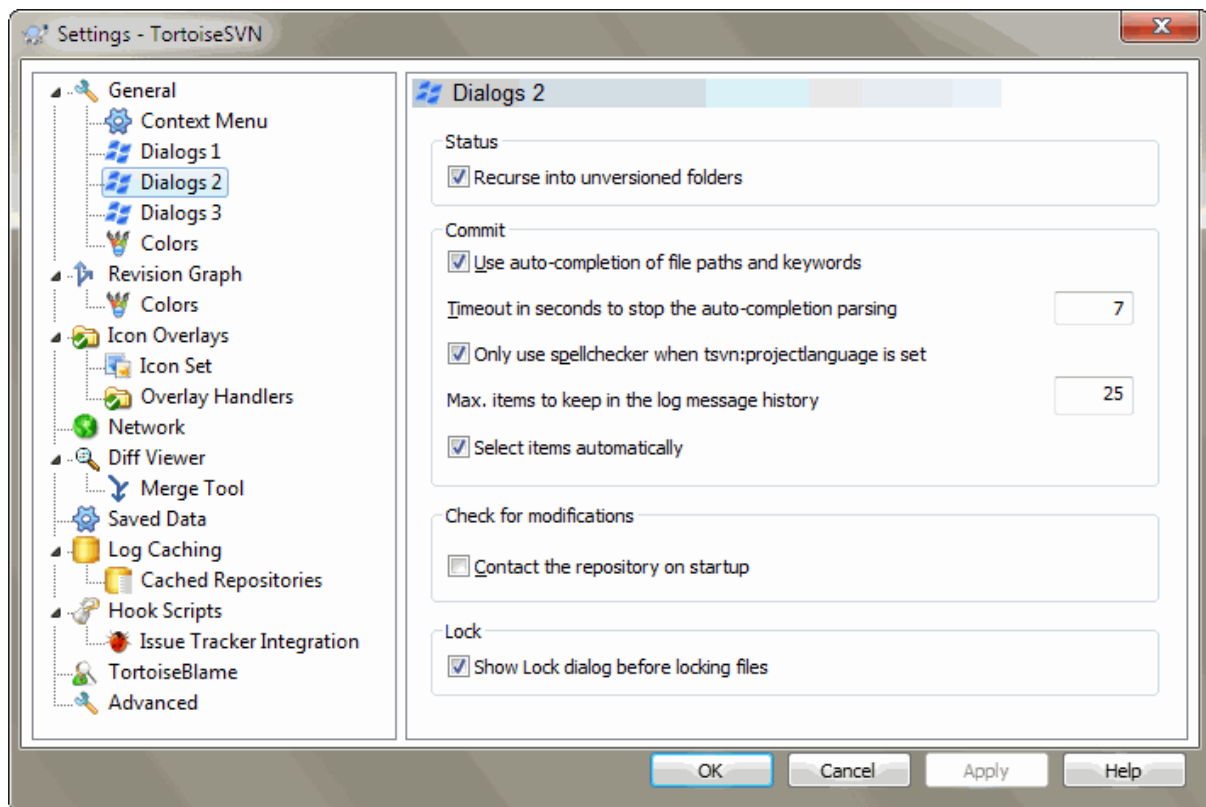 Settings - TortoiseSVN
General
Context Menu
Dialogs 1
Dialogs 2
Dialogs 3
Colors
Revision Graph
Colors
Icon Overlays
Icon Set
Overlay Handlers
Network
Diff Viewer
Merge Tool
Saved Data
Log Caching
Cached Repositories
Hook Scripts
Issue Tracker Integration
TortoiseBlame
Advanced
Dialogs 2
Status
Recurse into unversioned folders
Commit
Use auto-completion of file paths and keywords
Timeout in seconds to stop the auto-completion parsing 7
Only use spellchecker when tsvn:projectlanguage is set
Max. items to keep in the log message history 25
Select items automatically
Check for modifications
Contact the repository on startup
Lock
Show Lock dialog before locking files
OK Cancel Apply Help